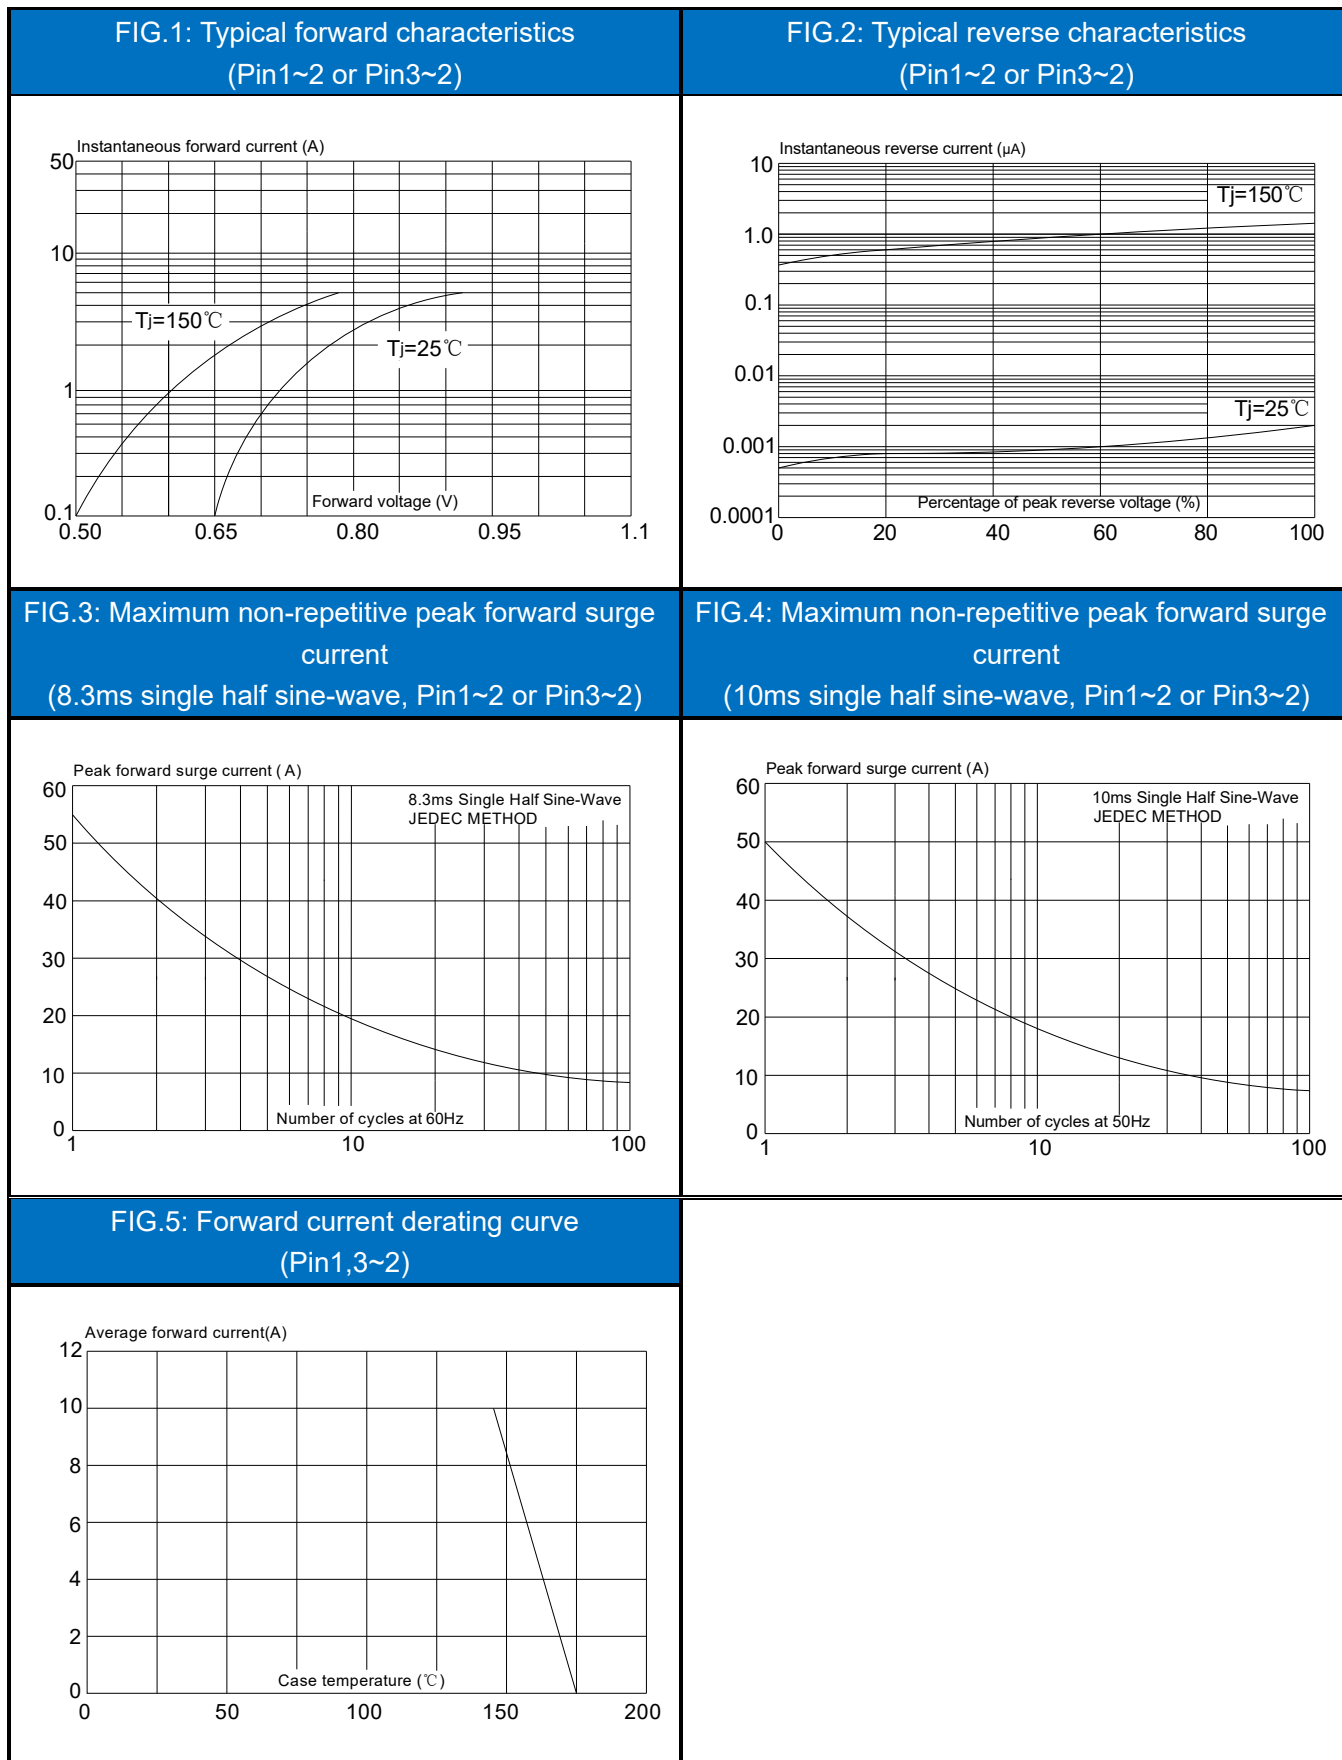 FIG.1: Typical forward characteristics
(Pin1~2 or Pin3~2)
FIG.2: Typical reverse characteristics
(Pin1~2 or Pin3~2)
Instantaneous forward current (A)
50
10
1
0.1
Tj=150℃
Tj=25℃
Forward voltage (V)
0.50 0.65 0.80 0.95 1.1
Instantaneous reverse current (μA)
10
1.0
0.1
0.01
0.001
0.0001
Tj=150℃
Tj=25℃
Percentage of peak reverse voltage (%)
0 20 40 60 80 100
FIG.3: Maximum non-repetitive peak forward surge
current
(8.3ms single half sine-wave, Pin1~2 or Pin3~2)
FIG.4: Maximum non-repetitive peak forward surge
current
(10ms single half sine-wave, Pin1~2 or Pin3~2)
Peak forward surge current ( A)
60
50
40
30
20
10
0
8.3ms Single Half Sine-Wave
JEDEC METHOD
Number of cycles at 60Hz
1 10 100
Peak forward surge current (A)
60
50
40
30
20
10
0
10ms Single Half Sine-Wave
JEDEC METHOD
Number of cycles at 50Hz
1 10 100
FIG.5: Forward current derating curve
(Pin1,3~2)
Average forward current(A)
12
10
8
6
4
2
0
Case temperature (℃)
0 50 100 150 200